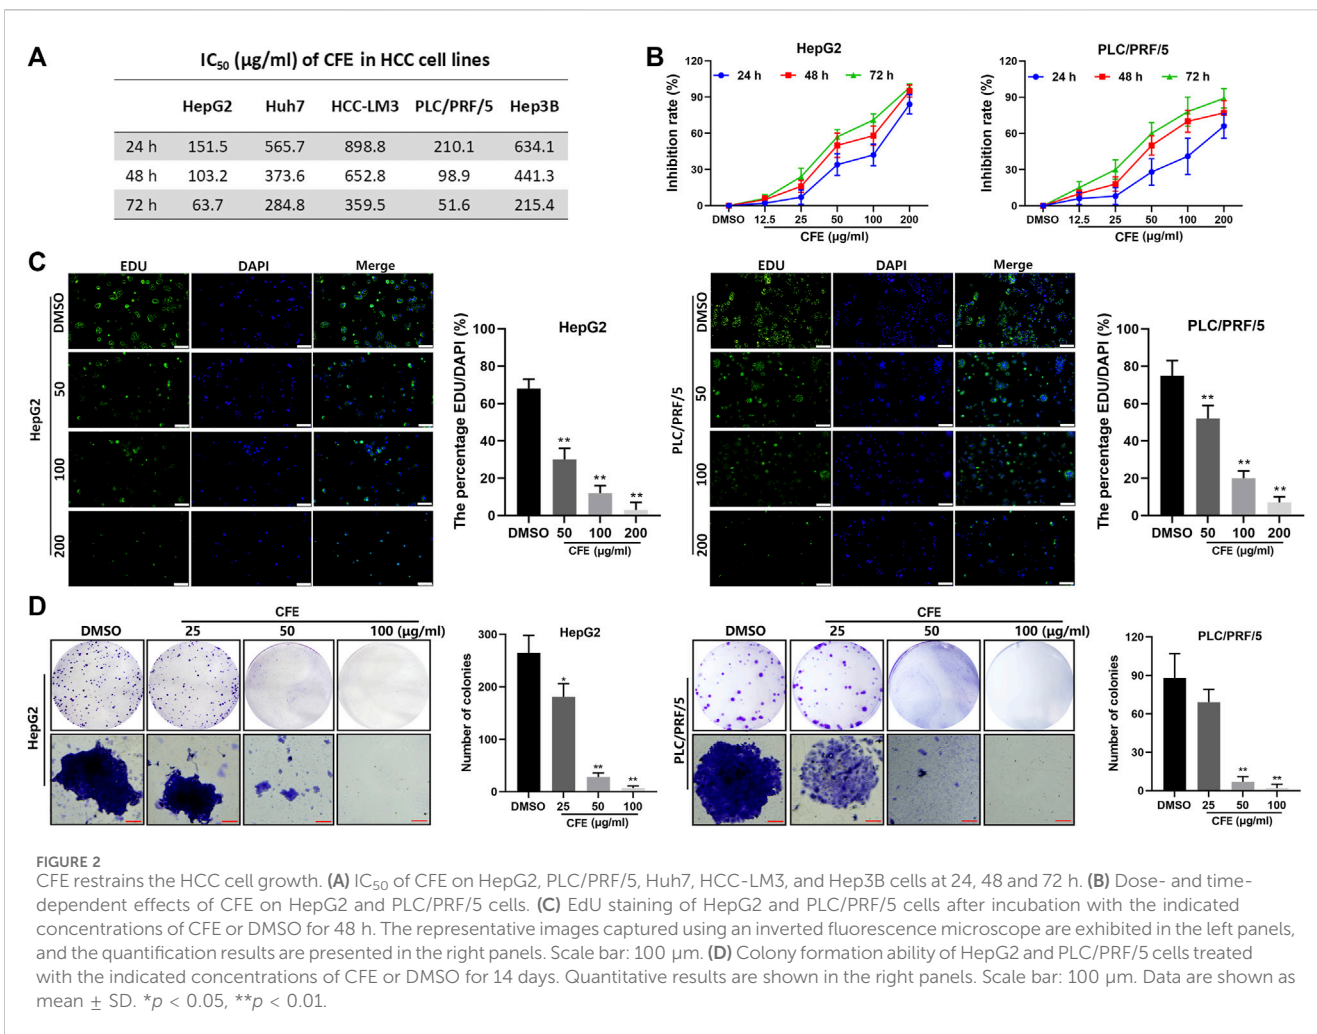 A
IC50 (µg/ml) of CFE in HCC cell lines
HepG2 Huh7 HCC-LM3 PLC/PRF/5 Hep3B
24 h 151.5 565.7 898.8 210.1 634.1
48 h 103.2 373.6 652.8 98.9 441.3
72 h 63.7 284.8 359.5 51.6 215.4
B
HepG2
24 h 48 h 72 h
Inhibition rate (%)
120
90
60
30
0
DMSO 12.5 25 50 100 200
CFE (µg/ml)
PLC/PRF/5
24 h 48 h 72 h
Inhibition rate (%)
120
90
60
30
0
DMSO 12.5 25 50 100 200
CFE (µg/ml)
C
EDU DAPI Merge
HepG2
DMSO
50
100
200
HepG2
The percentage EDU/DAPI (%)
100
80
60
40
20
0
** ** **
DMSO 50 100 200
CFE (µg/ml)
EDU DAPI Merge
PLC/PRF/5
DMSO
50
100
200
PLC/PRF/5
The percentage EDU/DAPI (%)
100
80
60
40
20
0
** ** **
DMSO 50 100 200
CFE (µg/ml)
D
CFE
DMSO 25 50 100 (µg/ml)
HepG2
HepG2
Number of colonies
300
200
100
0
* ** **
DMSO 25 50 100
CFE (µg/ml)
CFE
DMSO 25 50 100 (µg/ml)
PLC/PRF/5
PLC/PRF/5
Number of colonies
120
90
60
30
0
** **
DMSO 25 50 100
CFE (µg/ml)
FIGURE 2
CFE restrains the HCC cell growth. (A) IC50 of CFE on HepG2, PLC/PRF/5, Huh7, HCC-LM3, and Hep3B cells at 24, 48 and 72 h. (B) Dose- and time-
dependent effects of CFE on HepG2 and PLC/PRF/5 cells. (C) EdU staining of HepG2 and PLC/PRF/5 cells after incubation with the indicated
concentrations of CFE or DMSO for 48 h. The representative images captured using an inverted fluorescence microscope are exhibited in the left panels,
and the quantification results are presented in the right panels. Scale bar: 100 µm. (D) Colony formation ability of HepG2 and PLC/PRF/5 cells treated
with the indicated concentrations of CFE or DMSO for 14 days. Quantitative results are shown in the right panels. Scale bar: 100 µm. Data are shown as
mean ± SD. *p < 0.05, **p < 0.01.